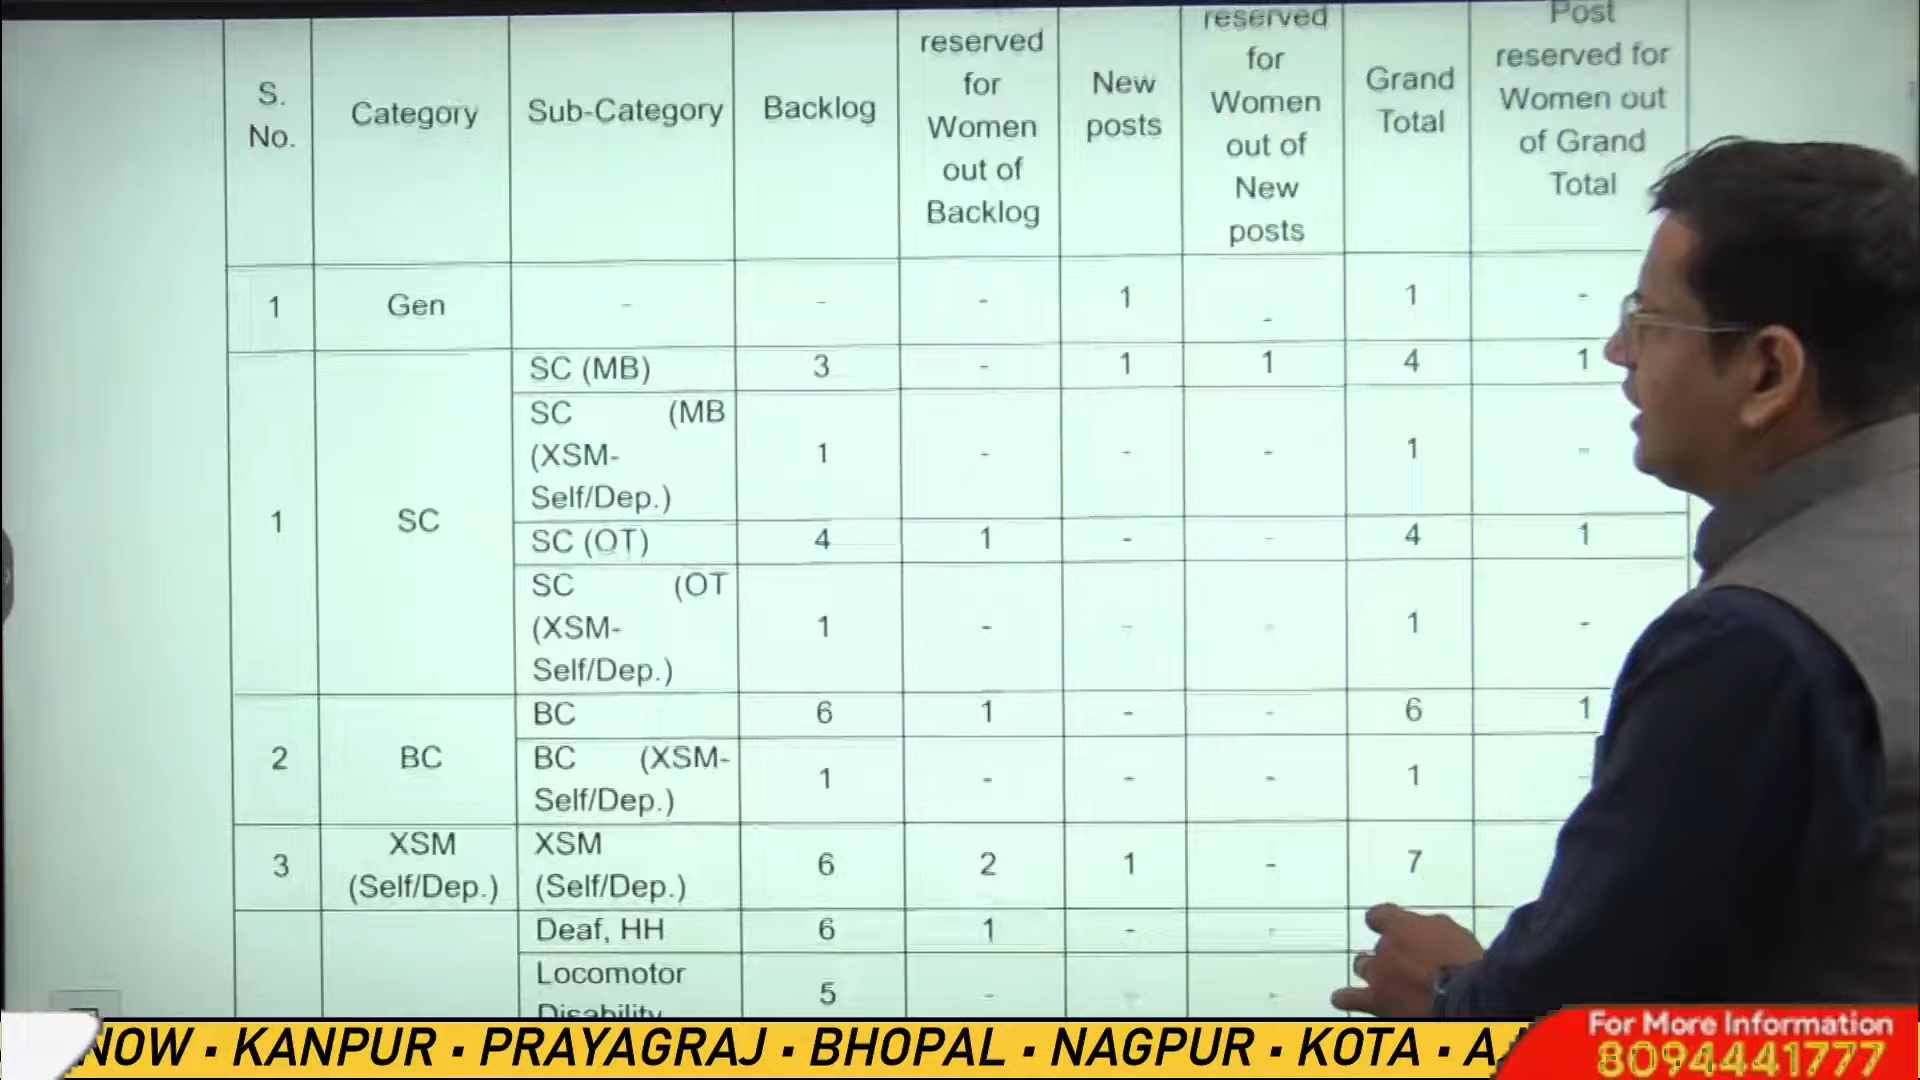 S. No. | Category | Sub-Category | Backlog | reserved for Women out of Backlog | New posts | reserved for Women out of New posts | Grand Total | Post reserved for Women out of Grand Total
1 | Gen | - | - | - | 1 | - | 1 | -
1 | SC | SC (MB) | 3 | - | 1 | 1 | 4 | 1
SC (MB (XSM-Self/Dep.) | 1 | - | - | - | 1 | -
SC (OT) | 4 | 1 | - | - | 4 | 1
SC (OT (XSM-Self/Dep.) | 1 | - | - | - | 1 | -
2 | BC | BC | 6 | 1 | - | - | 6 | 1
BC (XSM-Self/Dep.) | 1 | - | - | - | 1 | -
3 | XSM (Self/Dep.) | XSM (Self/Dep.) | 6 | 2 | 1 | - | 7
Deaf, HH | 6 | 1 | - | -
Locomotor Disability | 5 | - | - | -
NOW • KANPUR • PRAYAGRAJ • BHOPAL • NAGPUR • KOTA •
For More Information
8094441777